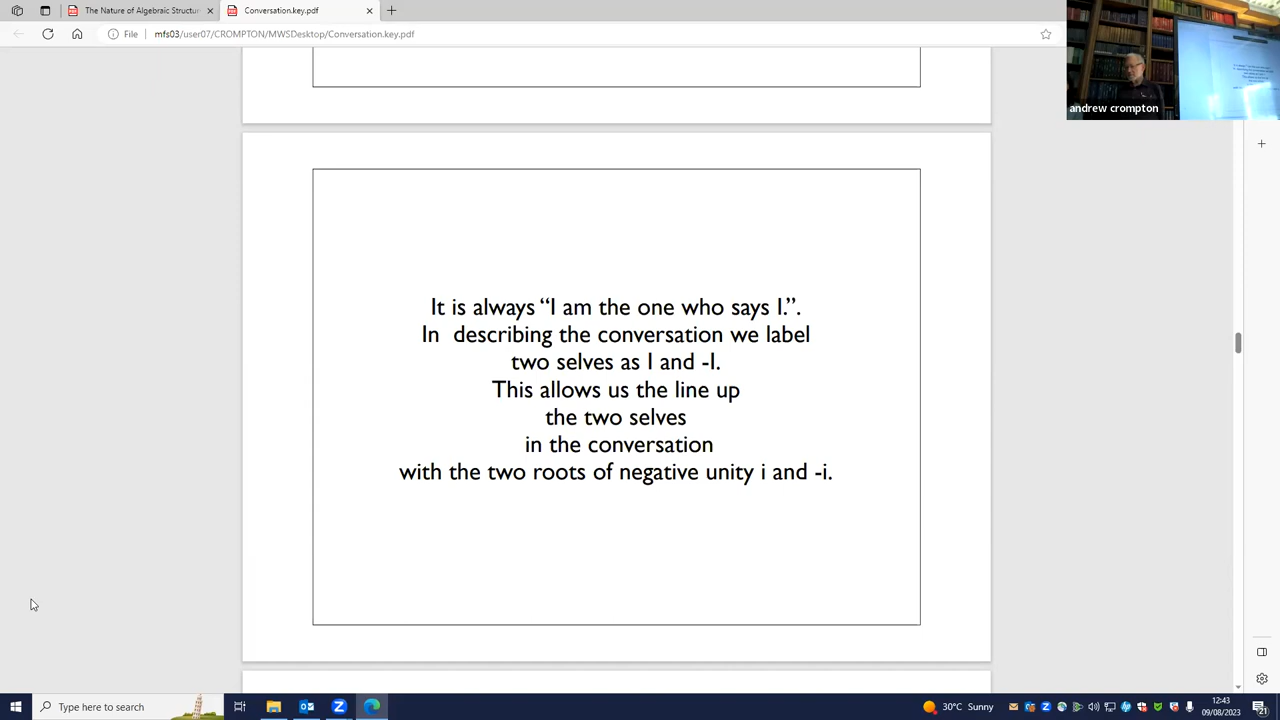 The Nature of Algebraic Structu
Conversation.key.pdf
File
mfs03/user07/CROMPTON/MWSDesktop/Conversation.key.pdf
andrew crompton
It is always “I am the one who says I.”.
In describing the conversation we label
two selves as I and -I.
This allows us the line up
the two selves
in the conversation
with the two roots of negative unity i and -i.
Type here to search
30°C Sunny
12:43
09/08/2023
21